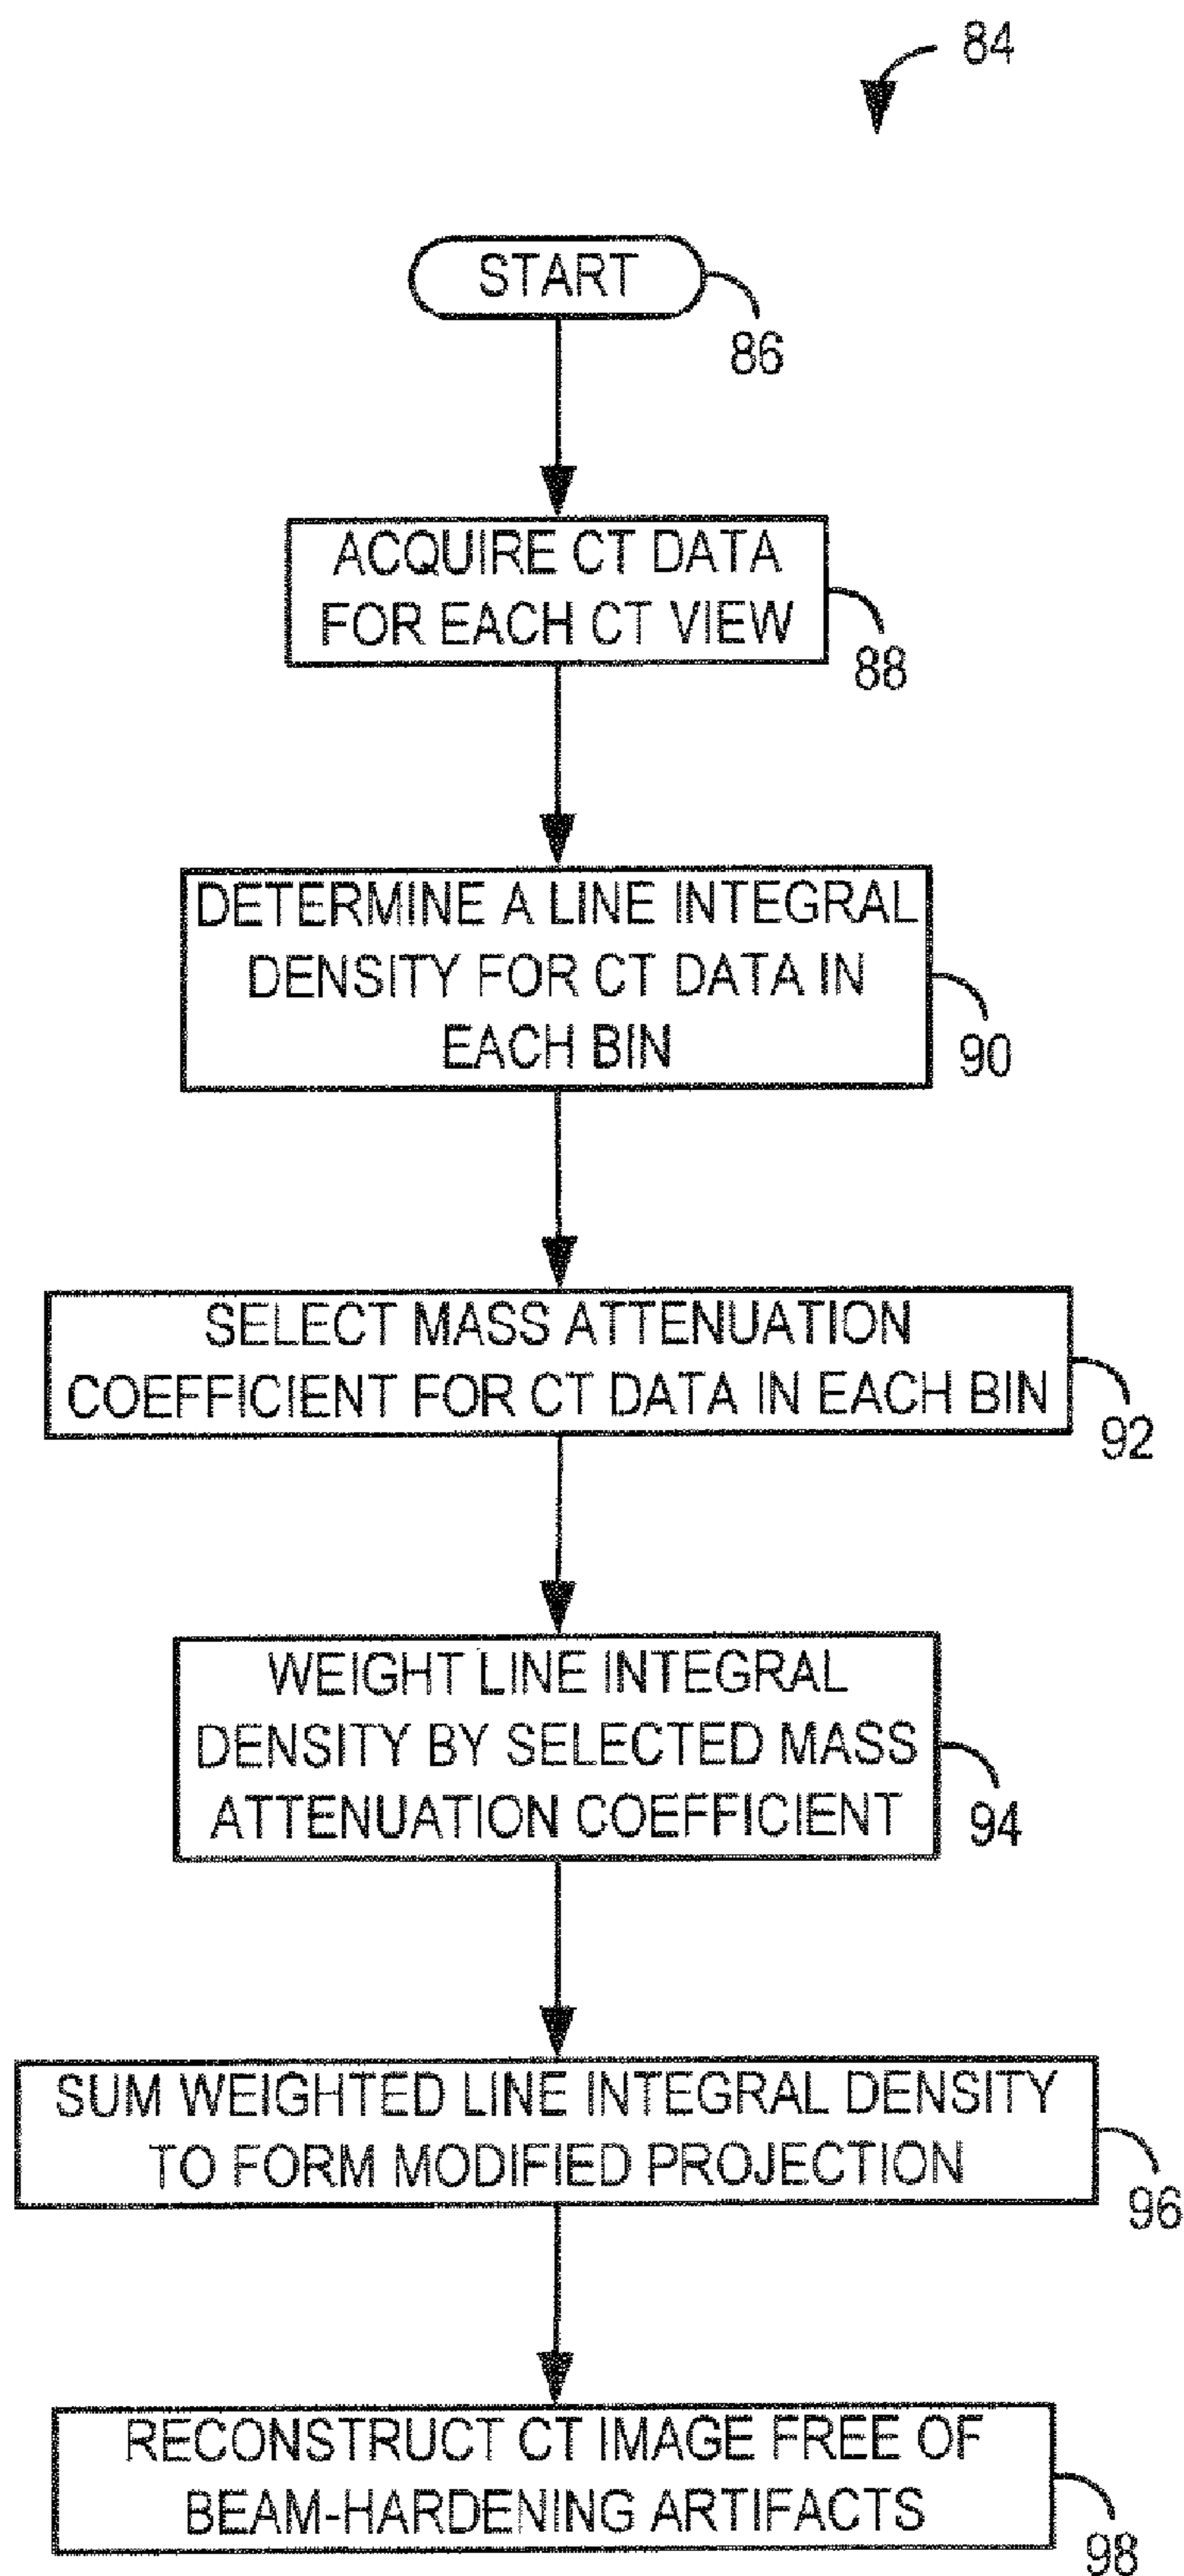 84
START
86
ACQUIRE CT DATA
FOR EACH CT VIEW
88
DETERMINE A LINE INTEGRAL
DENSITY FOR CT DATA IN
EACH BIN
90
SELECT MASS ATTENUATION
COEFFICIENT FOR CT DATA IN EACH BIN
92
WEIGHT LINE INTEGRAL
DENSITY BY SELECTED MASS
ATTENUATION COEFFICIENT
94
SUM WEIGHTED LINE INTEGRAL DENSITY
TO FORM MODIFIED PROJECTION
96
RECONSTRUCT CT IMAGE FREE OF
BEAM-HARDENING ARTIFACTS
98